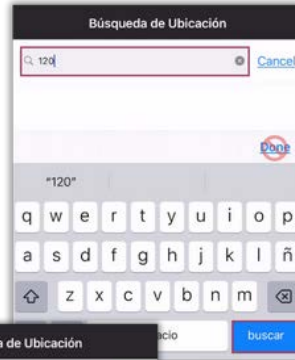 Búsqueda de Ubicación
120 Cancel
Done
"120"
q w e r t y u i o p
a s d f g h j k l ñ
z x c v b n m
acio buscar
a de Ubicación